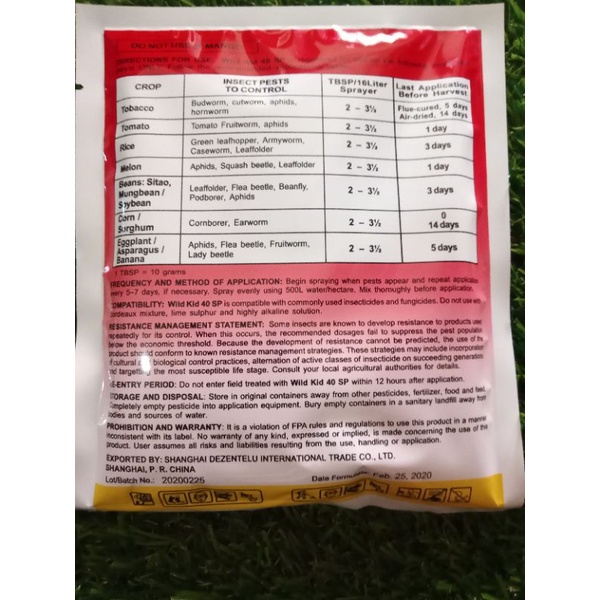 DO NOT USE MANGO
DIRECTIONS FOR USE: Wild Kid 40 SP
CROP
INSECT PESTS
TO CONTROL
TBSP/16Liter
Sprayer
Last Application
Before Harvest
Tobacco
Budworm, cutworm, aphids,
hornworm
2 - 3½
Flue-cured, 5 days
Air-dried, 14 days
Tomato
Tomato Fruitworm, aphids
2 - 3½
1 day
Rice
Green leafhopper, Armyworm,
Caseworm, Leaffolder
2 - 3½
3 days
Melon
Aphids, Squash beetle, Leaffolder
2 - 3½
1 day
Beans: Sitao,
Mungbean /
Soybean
Leaffolder, Flea beetle, Beanfly,
Podborer, Aphids
2 - 3½
3 days
Corn /
Surghum
Cornborer, Earworm
2 - 3½
0
14 days
Eggplant /
Asparagus /
Banana
Aphids, Flea beetle, Fruitworm,
Lady beetle
2 - 3½
5 days
1 TBSP = 10 grams
FREQUENCY AND METHOD OF APPLICATION: Begin spraying when pests appear and repeat application
every 5-7 days, if necessary. Spray evenly using 500L water/hectare. Mix thoroughly before application.
COMPATIBILITY: Wild Kid 40 SP is compatible with commonly used insecticides and fungicides. Do not use with
bordeaux mixture, lime sulphur and highly alkaline solution.
RESISTANCE MANAGEMENT STATEMENT: Some insects are known to develop resistance to products used
repeatedly for its control. When this occurs, the recommended dosages fail to suppress the pest population
below the economic threshold. Because the development of resistance cannot be predicted, the use of the
product should conform to known resistance management strategies. These strategies may include incorporation
of cultural and biological control practices, alternation of active classes of insecticide on succeeding generations
and targetting the most susceptible life stage. Consult your local agricultural authorities for details.
RE-ENTRY PERIOD: Do not enter field treated with Wild Kid 40 SP within 12 hours after application.
STORAGE AND DISPOSAL: Store in original containers away from other pesticides, fertilizer, food and feed.
Completely empty pesticide into application equipment. Bury empty containers in a sanitary landfill away from
bodies and sources of water.
PROHIBITION AND WARRANTY: It is a violation of FPA rules and regulations to use this product in a manner
inconsistent with its label. No warranty of any kind, expressed or implied, is made concerning the use of the
product. User assumes all risks and liabilities resulting from the use, handling or application.
EXPORTED BY: SHANGHAI DEZENTELU INTERNATIONAL TRADE CO., LTD.
SHANGHAI, P. R. CHINA
Lot/Batch No.: 20200225
Date Formulated: Feb. 25, 2020